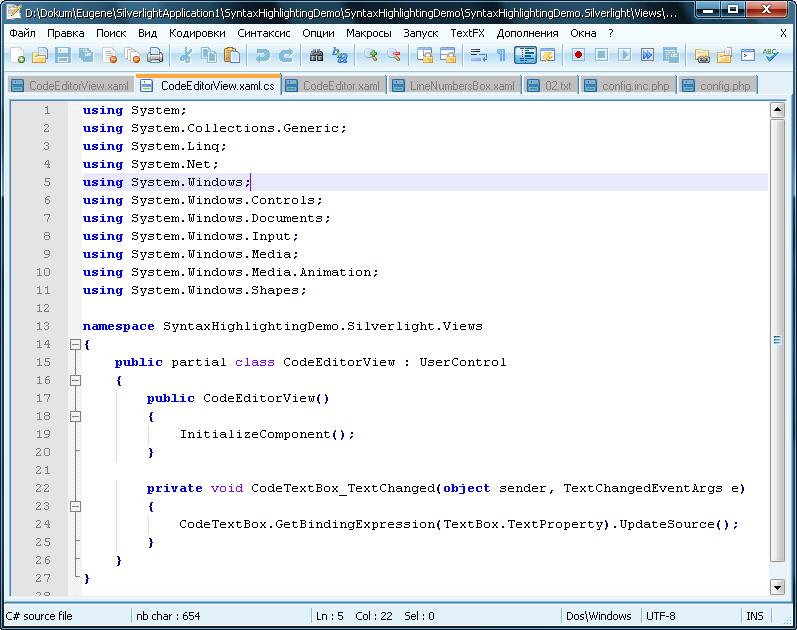 D:\Dokum\Eugene\SilverlightApplication1\SyntaxHighlightingDemo\SyntaxHighlightingDemo\SyntaxHighlightingDemo.Silverlight\Views\...
Файл Правка Поиск Вид Кодировки Синтаксис Опции Макросы Запуск TextFX Дополнения Окна ? X
CodeEditorView.xaml CodeEditorView.xaml.cs CodeEditor.xaml LineNumbersBox.xaml 02.txt config.inc.php config.php
1 using System;
2 using System.Collections.Generic;
3 using System.Linq;
4 using System.Net;
5 using System.Windows;
6 using System.Windows.Controls;
7 using System.Windows.Documents;
8 using System.Windows.Input;
9 using System.Windows.Media;
10 using System.Windows.Media.Animation;
11 using System.Windows.Shapes;
12
13 namespace SyntaxHighlightingDemo.Silverlight.Views
14 {
15 public partial class CodeEditorView : UserControl
16 {
17 public CodeEditorView()
18 {
19 InitializeComponent();
20 }
21
22 private void CodeTextBox_TextChanged(object sender, TextChangedEventArgs e)
23 {
24 CodeTextBox.GetBindingExpression(TextBox.TextProperty).UpdateSource();
25 }
26 }
27 }
28
C# source file nb char : 654 Ln : 5 Col : 22 Sel : 0 Dos\Windows UTF-8 INS